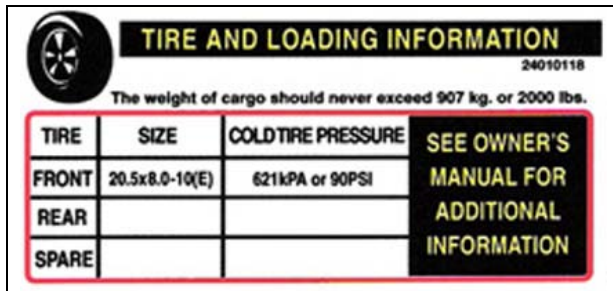 TIRE AND LOADING INFORMATION
24010118
The weight of cargo should never exceed 907 kg. or 2000 lbs.
TIRE SIZE COLD TIRE PRESSURE SEE OWNER'S MANUAL FOR ADDITIONAL INFORMATION
FRONT 20.5x8.0-10(E) 621kPA or 90PSI
REAR
SPARE